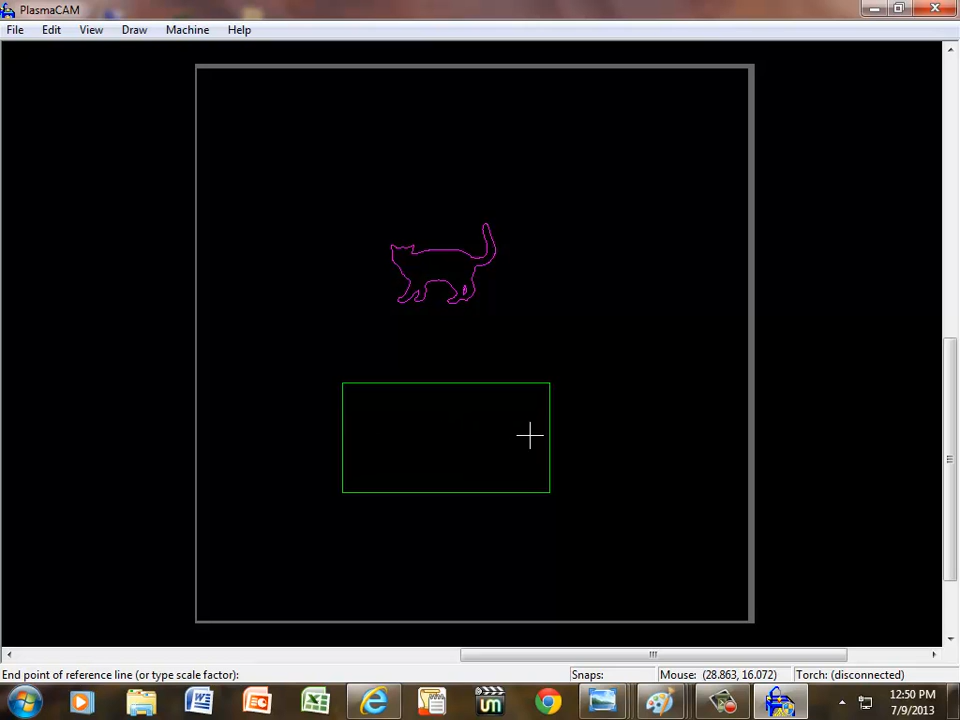 PlasmaCAM
File Edit View Draw Machine Help
End point of reference line (or type scale factor): Snaps: Mouse: (28.863, 16.072) Torch: (disconnected)
12:50 PM
7/9/2013